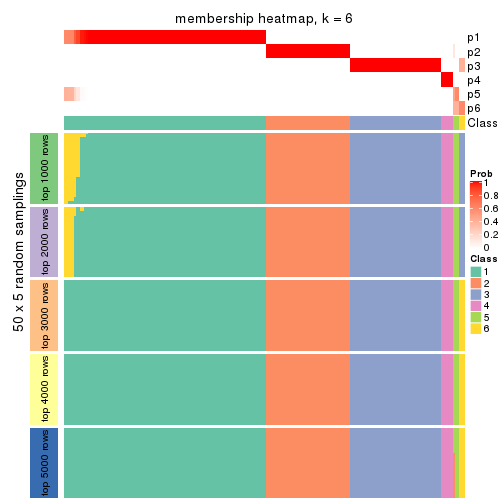 membership heatmap, k = 6
p1
p2
p3
p4
p5
p6
Class
50 x 5 random samplings
top 1000 rows
top 2000 rows
top 3000 rows
top 4000 rows
top 5000 rows
Prob
1
0.8
0.6
0.4
0.2
0
Class
1
2
3
4
5
6